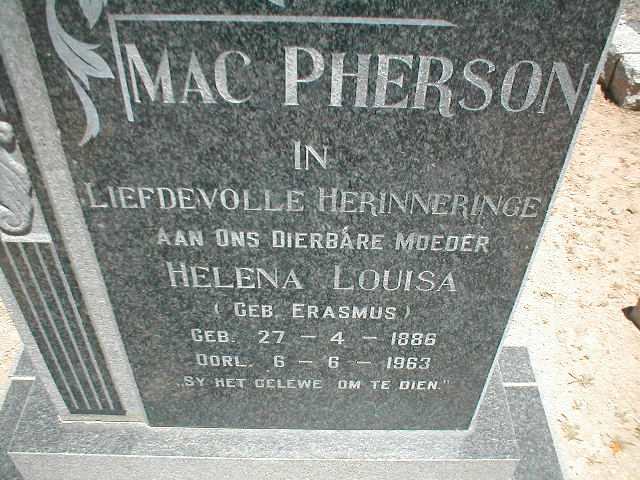 MAC PHERSON
IN
LIEFDEVOLLE HERINNERINGE
AAN ONS DIERBÁRE MOEDER
HELENA LOUISA
( GEB. ERASMUS )
GEB. 27 - 4 - 1886
OORL. 6 - 6 - 1963
„SY HET GELEWE OM TE DIEN."